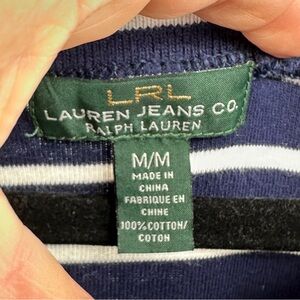 LRL
LAUREN JEANS CO.
RALPH LAUREN
M/M
MADE IN
CHINA
FABRIQUE EN
CHINE
100% COTTON/
COTON